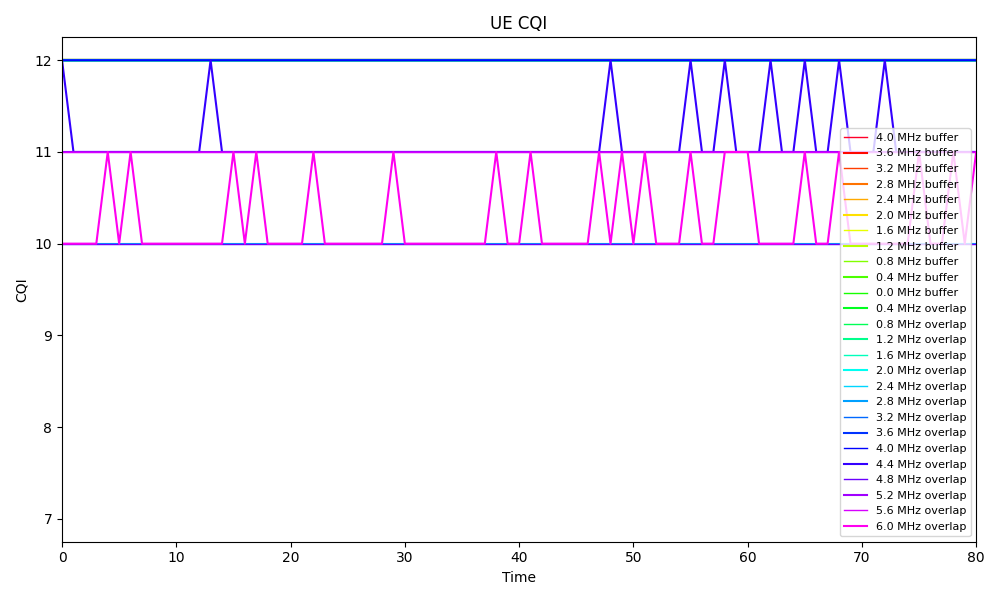 UE CQI
12
11
10
9
8
7
CQI
0
10
20
30
40
50
60
70
80
Time
4.0 MHz buffer
3.6 MHz buffer
3.2 MHz buffer
2.8 MHz buffer
2.4 MHz buffer
2.0 MHz buffer
1.6 MHz buffer
1.2 MHz buffer
0.8 MHz buffer
0.4 MHz buffer
0.0 MHz buffer
0.4 MHz overlap
0.8 MHz overlap
1.2 MHz overlap
1.6 MHz overlap
2.0 MHz overlap
2.4 MHz overlap
2.8 MHz overlap
3.2 MHz overlap
3.6 MHz overlap
4.0 MHz overlap
4.4 MHz overlap
4.8 MHz overlap
5.2 MHz overlap
5.6 MHz overlap
6.0 MHz overlap